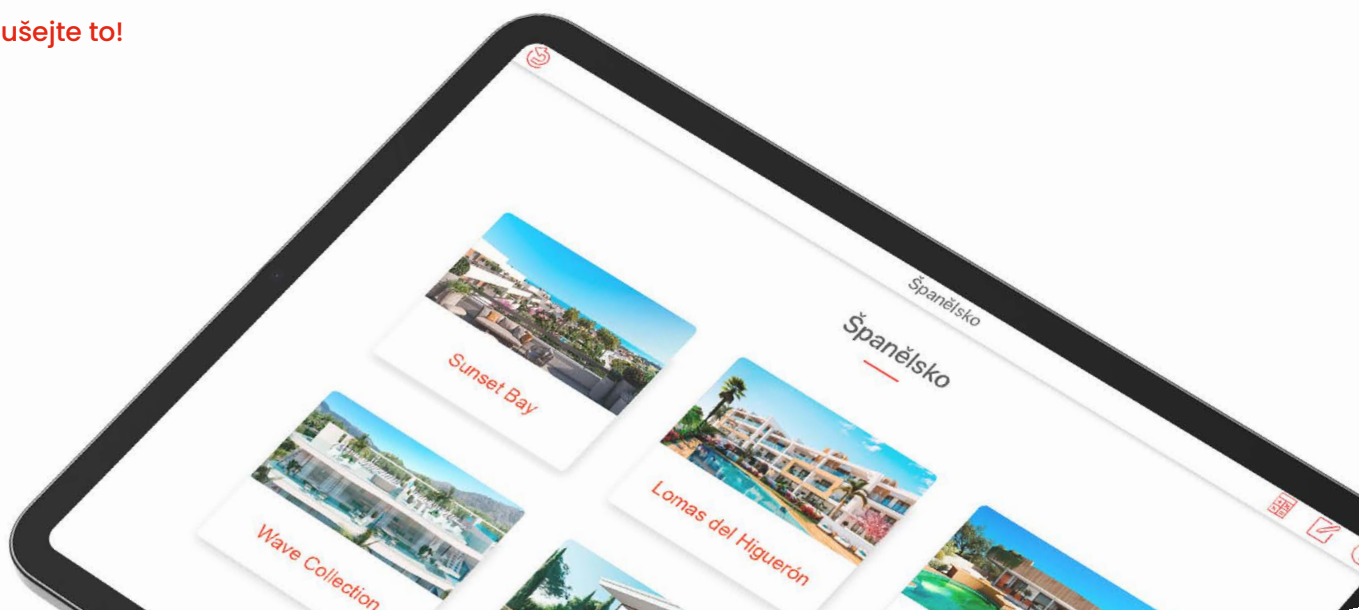 ušejte to!
Španělsko
Španělsko
Sunset Bay
Lomas del Higuerón
Wave Collection